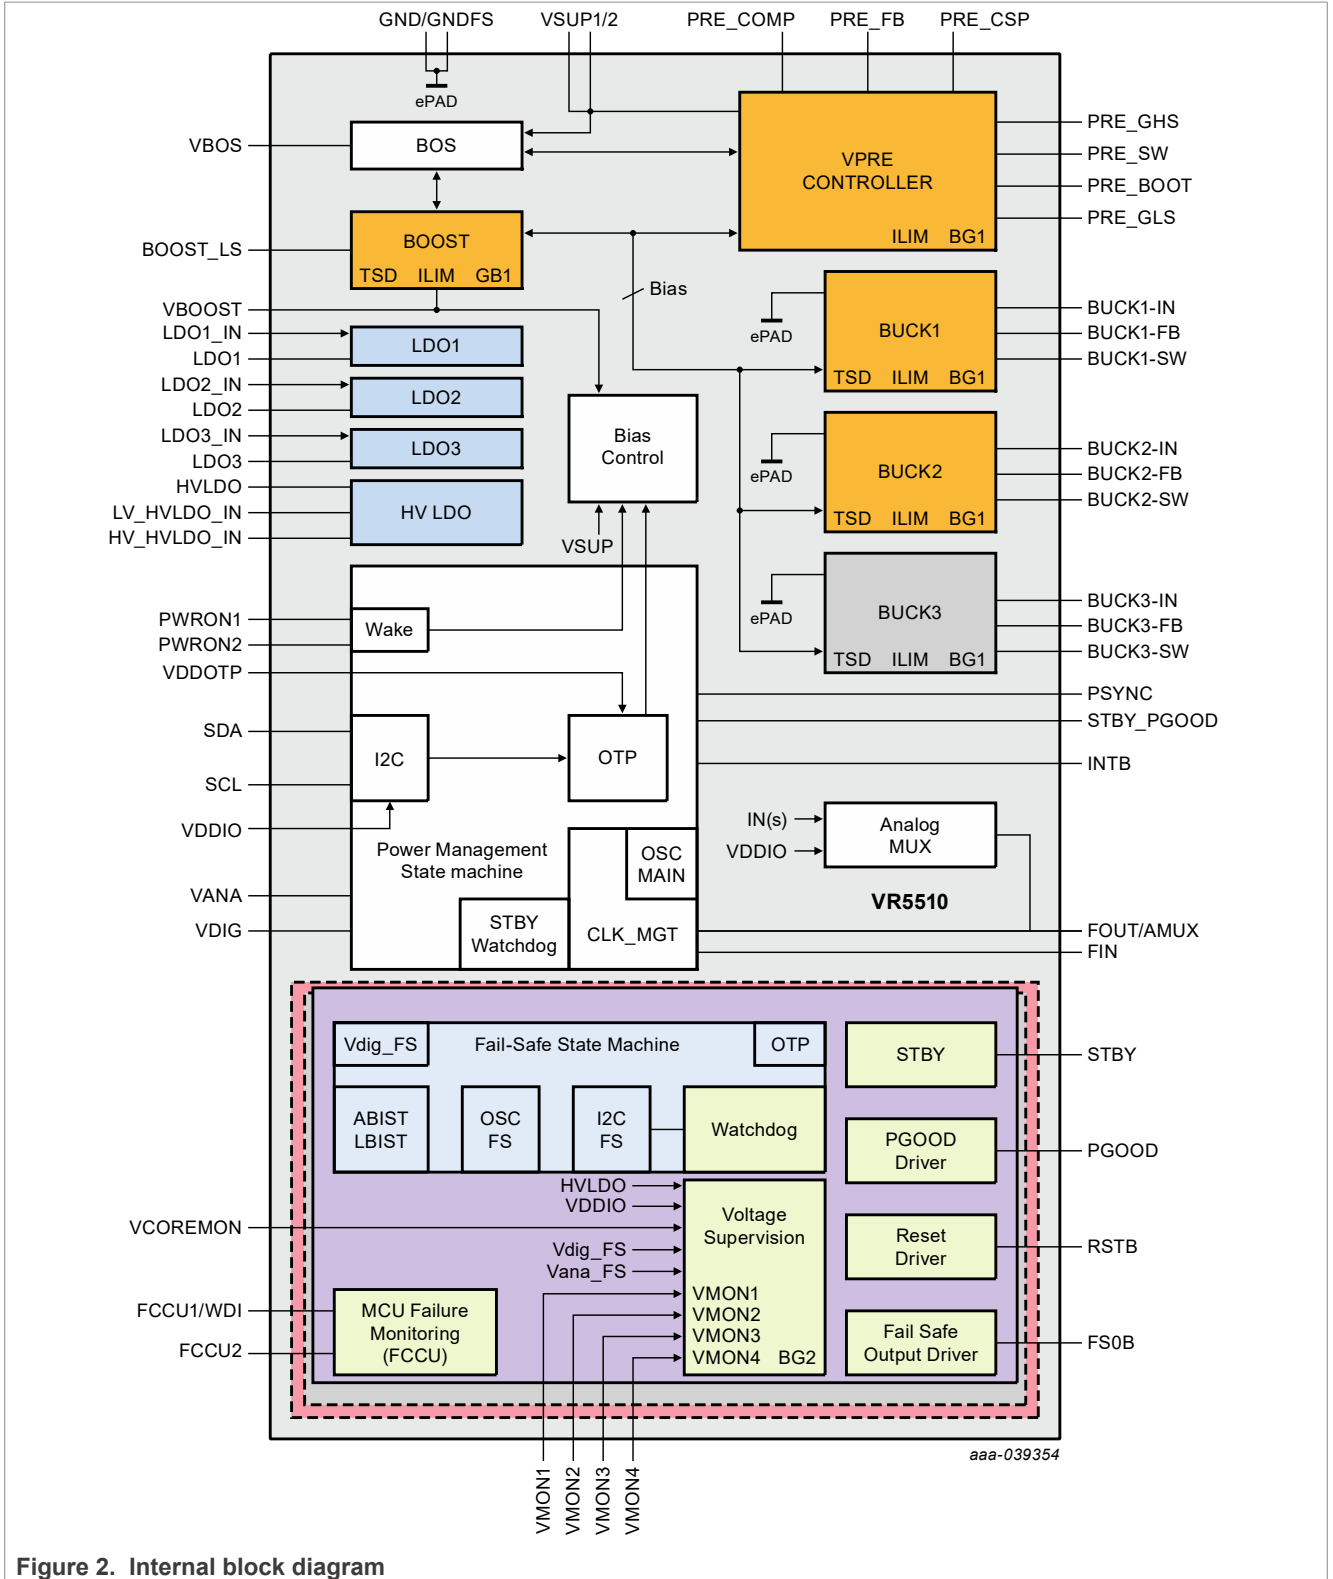 GND/GNDFS
VSUP1/2
PRE_COMP
PRE_FB
PRE_CSP
ePAD
VBOS
BOS
VPRE
CONTROLLER
ILIM BG1
PRE_GHS
PRE_SW
PRE_BOOT
PRE_GLS
BOOST_LS
BOOST
TSD ILIM GB1
Bias
VBOOST
LDO1_IN
LDO1
LDO1
LDO2_IN
LDO2
LDO2
LDO3_IN
LDO3
LDO3
HVLDO
LV_HVLDO_IN
HV_HVLDO_IN
HV LDO
Bias
Control
VSUP
ePAD
BUCK1
TSD ILIM BG1
BUCK1-IN
BUCK1-FB
BUCK1-SW
ePAD
BUCK2
TSD ILIM BG1
BUCK2-IN
BUCK2-FB
BUCK2-SW
ePAD
BUCK3
TSD ILIM BG1
BUCK3-IN
BUCK3-FB
BUCK3-SW
PWRON1
PWRON2
Wake
VDDOTP
SDA
SCL
I2C
OTP
VDDIO
Power Management
State machine
OSC
MAIN
STBY
Watchdog
CLK_MGT
VANA
VDIG
PSYNC
STBY_PGOOD
INTB
IN(s)
VDDIO
Analog
MUX
VR5510
FOUT/AMUX
FIN
Vdig_FS
Fail-Safe State Machine
OTP
ABIST
LBIST
OSC
FS
I2C
FS
Watchdog
STBY
STBY
PGOOD
Driver
PGOOD
HVLDO
VDDIO
VCOREMON
Vdig_FS
Vana_FS
Voltage
Supervision
VMON1
VMON2
VMON3
VMON4 BG2
Reset
Driver
RSTB
FCCU1/WDI
FCCU2
MCU Failure
Monitoring
(FCCU)
Fail Safe
Output Driver
FS0B
VMON1
VMON2
VMON3
VMON4
aaa-039354
Figure 2. Internal block diagram